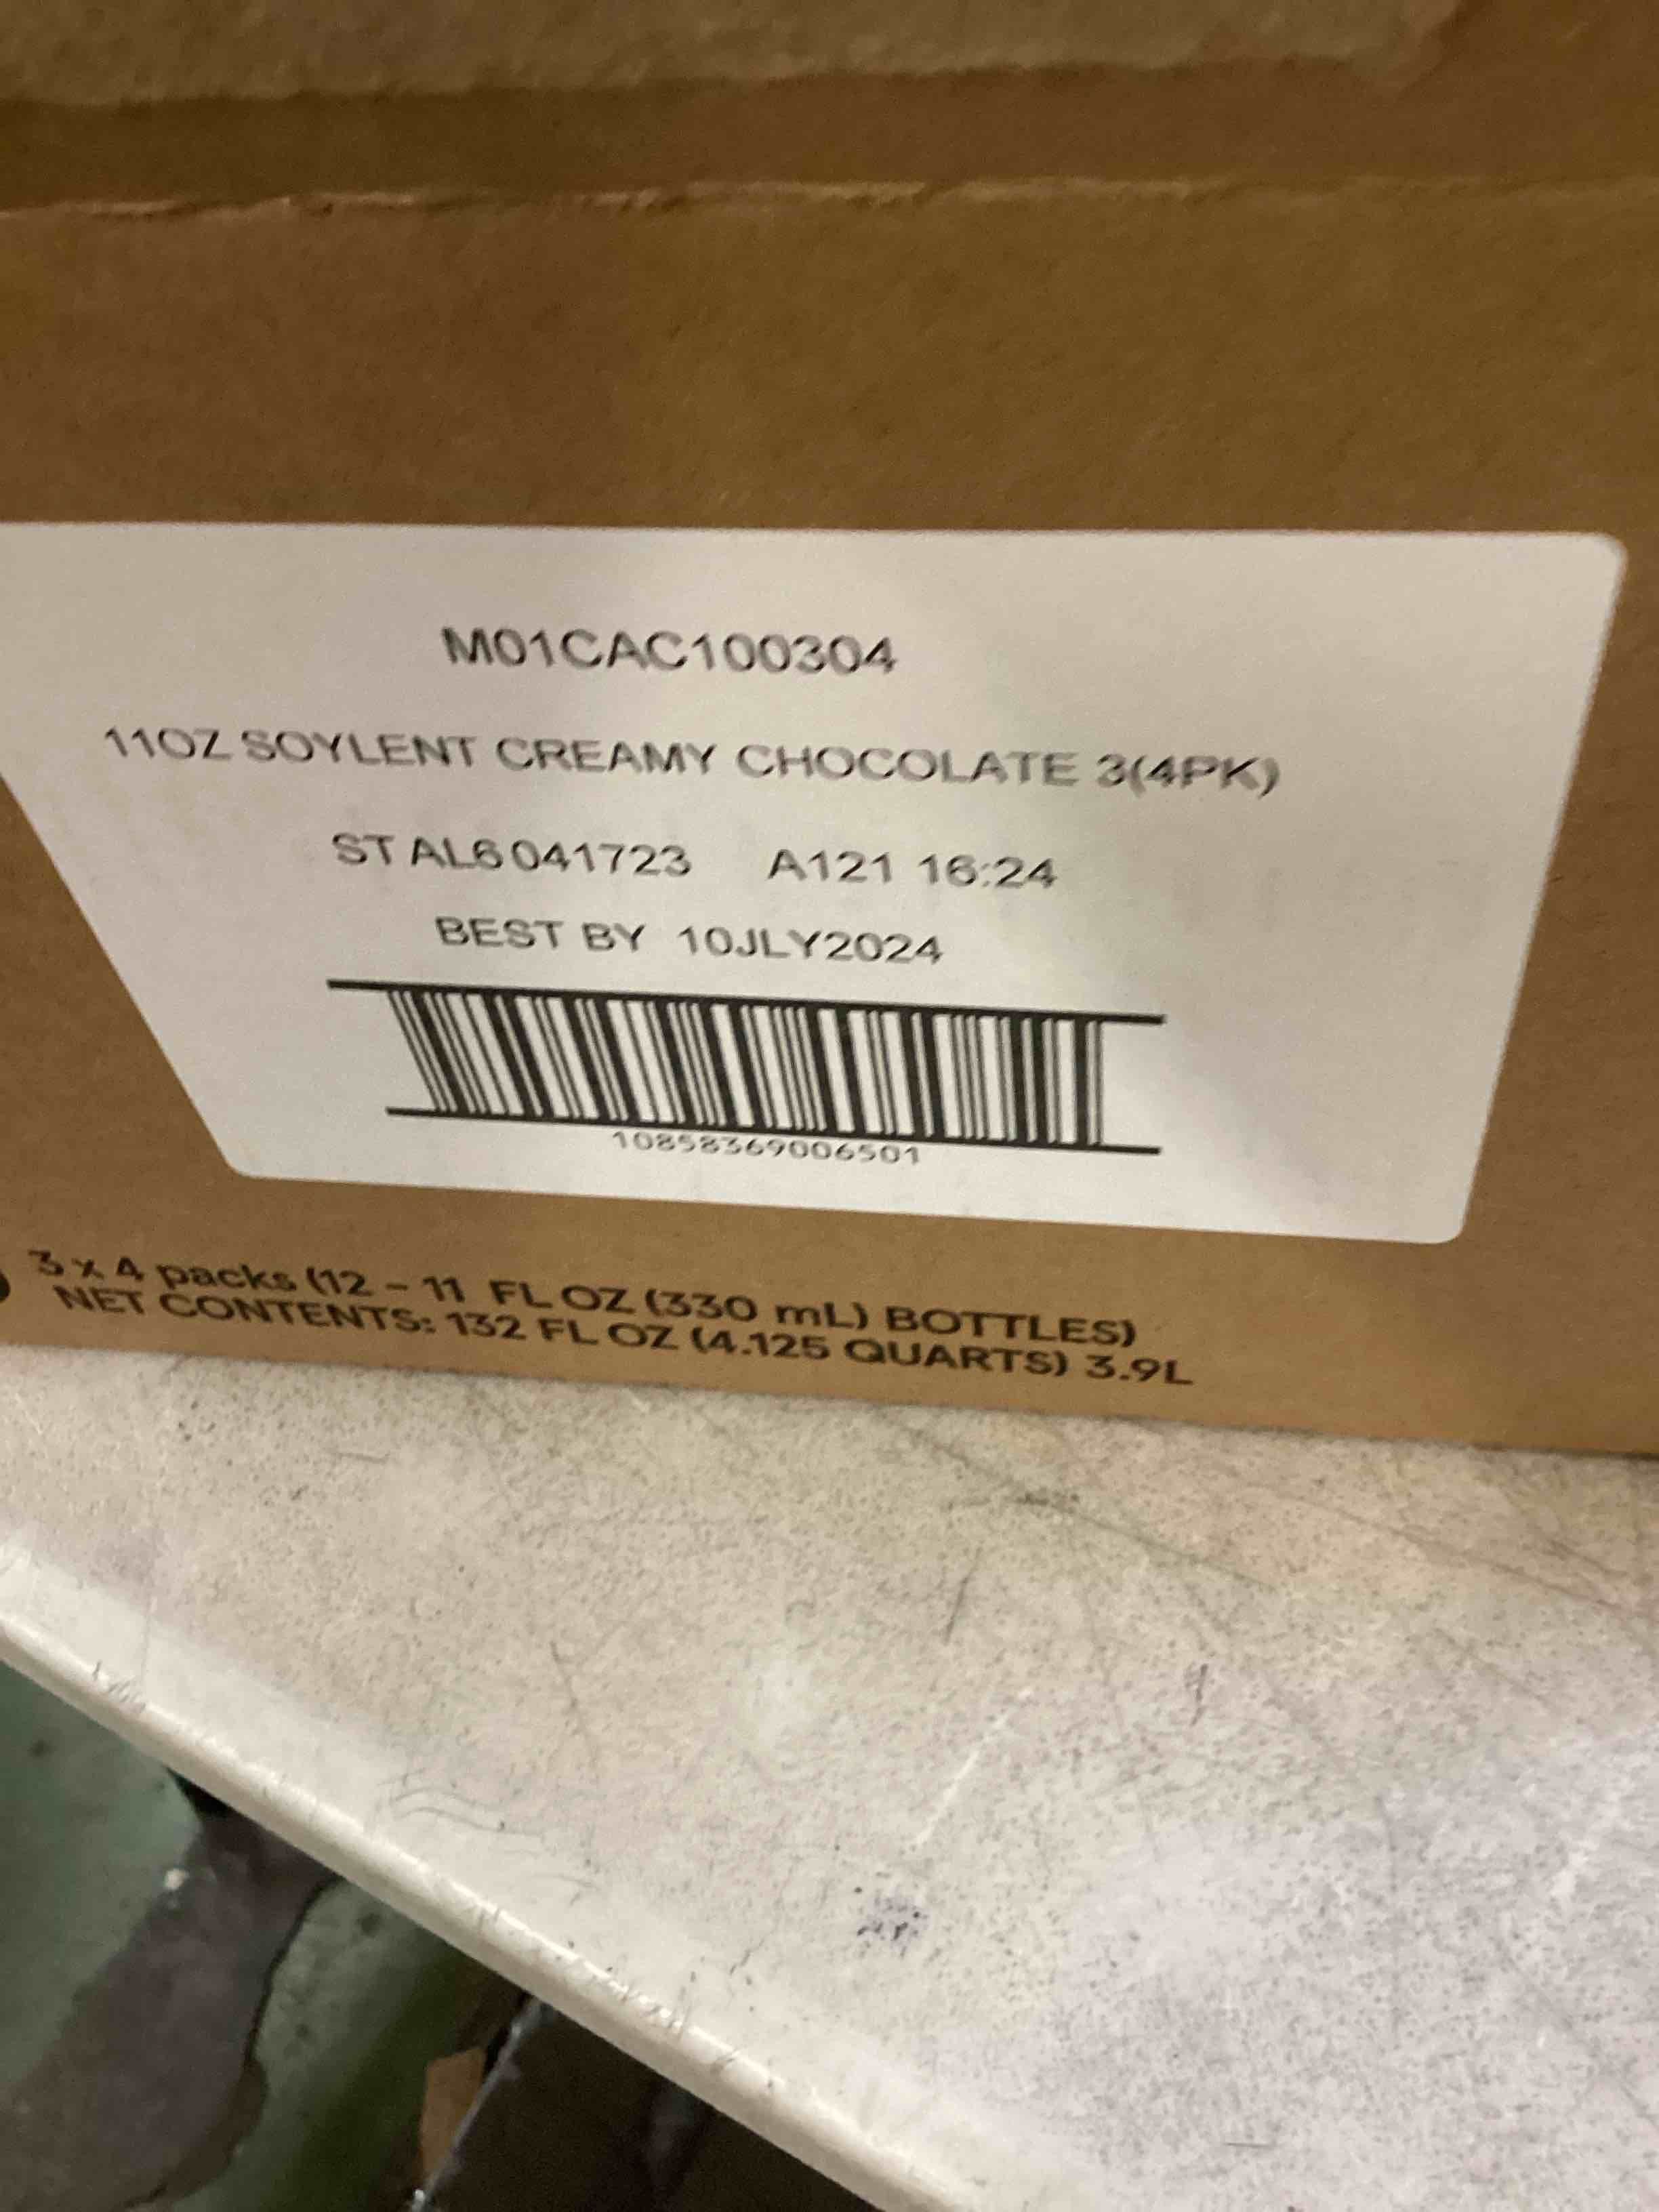 M01CAC100304
11OZ SOYLENT CREAMY CHOCOLATE 3(4PK)
ST AL6 041723 A121 16:24
BEST BY 10JLY2024
10858369006501
3 x 4 packs (12 - 11 FL OZ (330 mL) BOTTLES)
NET CONTENTS: 132 FL OZ (4.125 QUARTS) 3.9L